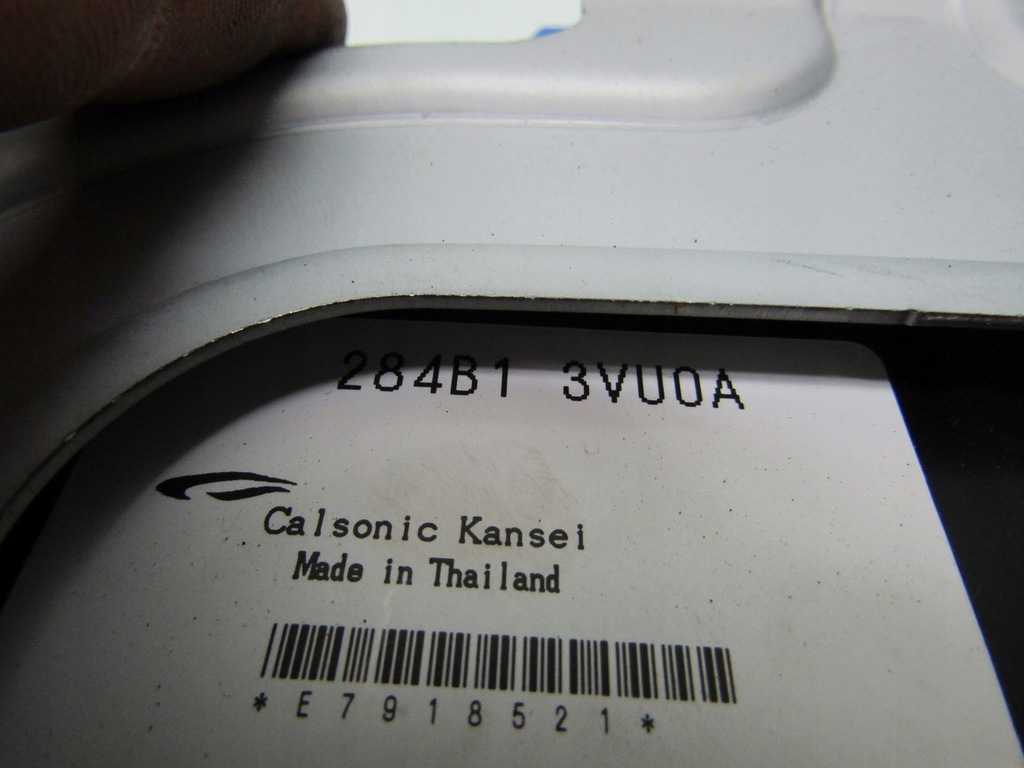 284B1 3VU0A
Calsonic Kansei
Made in Thailand
*E7918521*